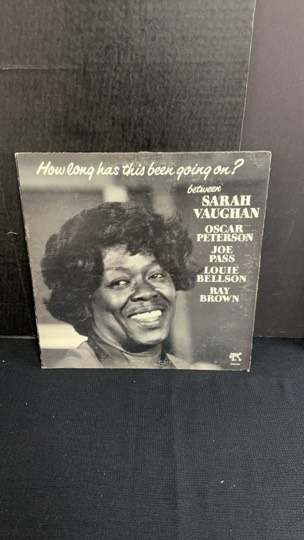 How long has this been going on?
between
SARAH
VAUGHAN
OSCAR
PETERSON
JOE
PASS
LOUIE
BELLSON
RAY
BROWN